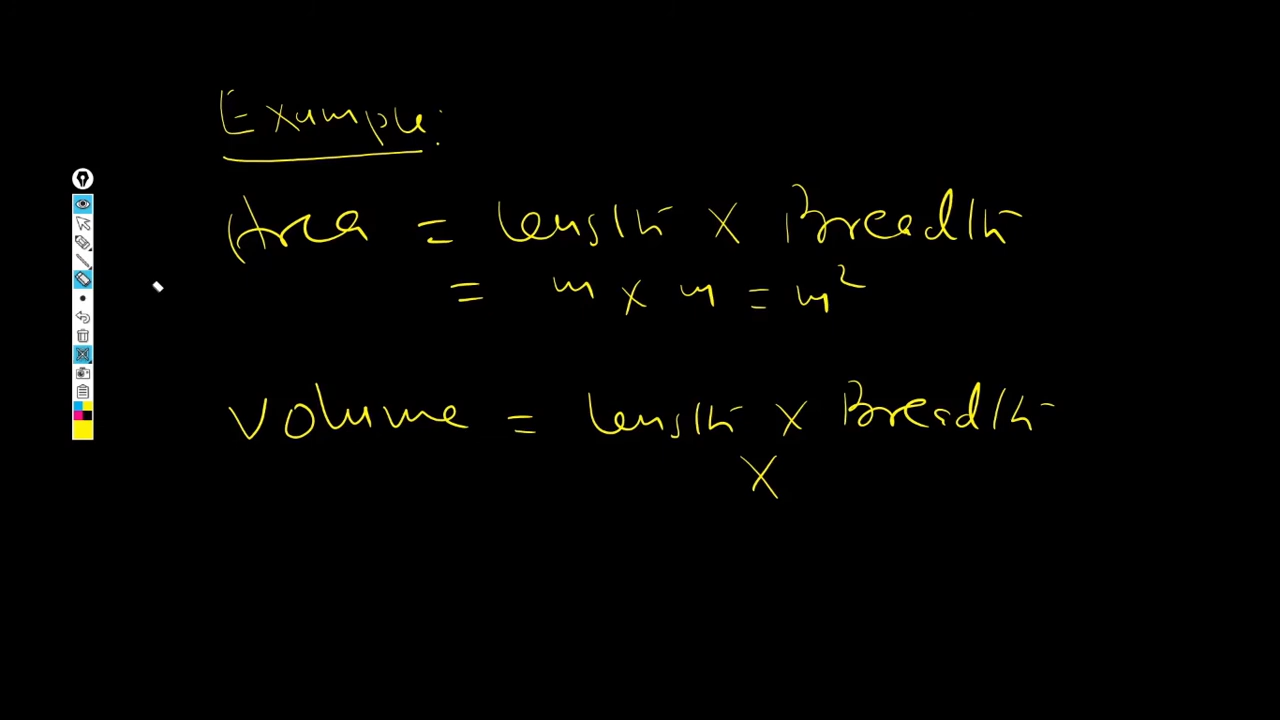 Example:
Area = length × Breadth
= m × m = m²
Volume = length × Breadth
×